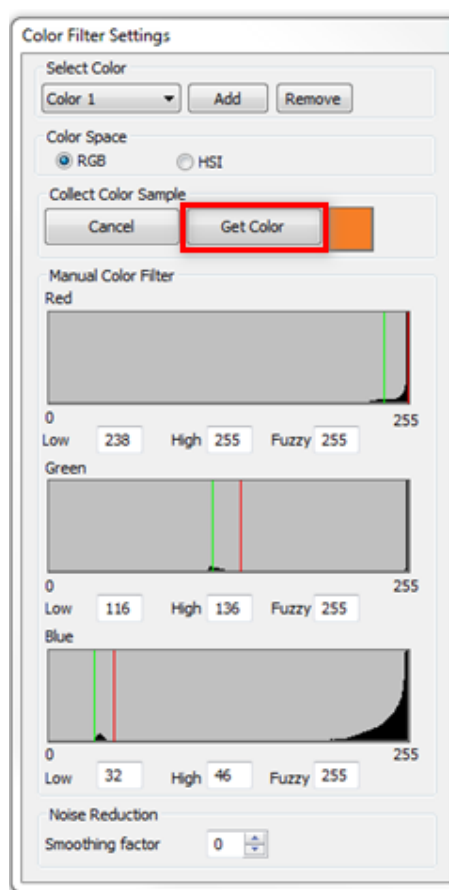 Color Filter Settings
Select Color
Color 1 Add Remove
Color Space
RGB HSI
Collect Color Sample
Cancel Get Color
Manual Color Filter
Red
0 255
Low 238 High 255 Fuzzy 255
Green
0 255
Low 116 High 136 Fuzzy 255
Blue
0 255
Low 32 High 46 Fuzzy 255
Noise Reduction
Smoothing factor 0